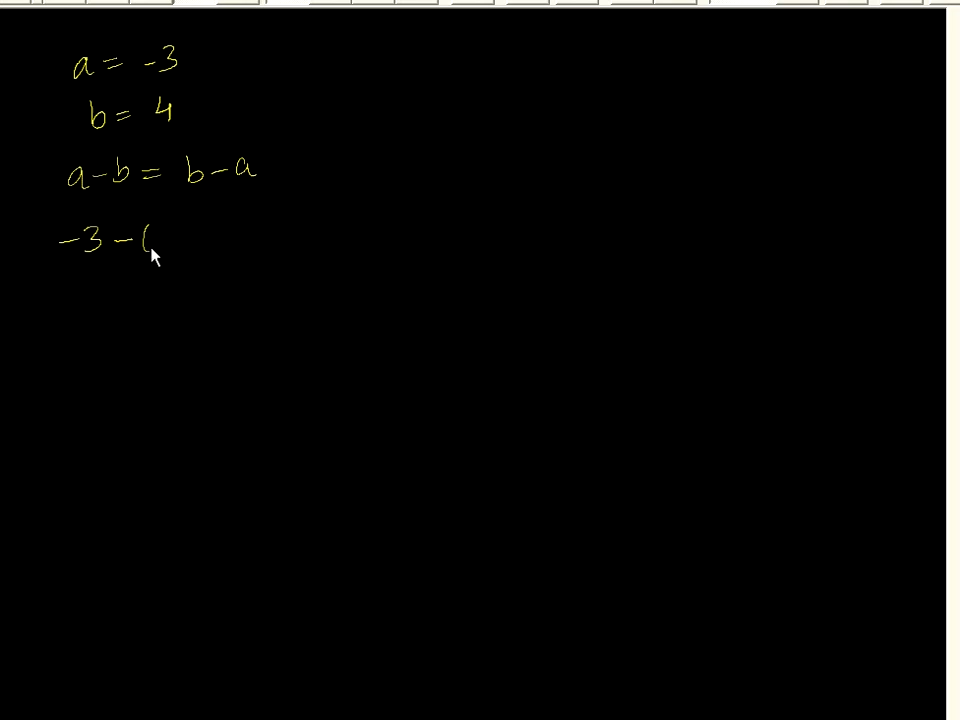 a = -3
b = 4
a-b = b-a
-3-(